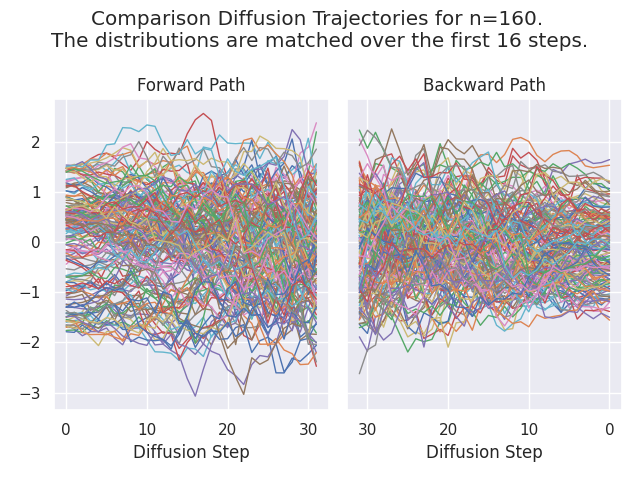 Comparison Diffusion Trajectories for n=160.
The distributions are matched over the first 16 steps.
Forward Path
Backward Path
2
1
0
−1
−2
−3
0 10 20 30
30 20 10 0
Diffusion Step
Diffusion Step